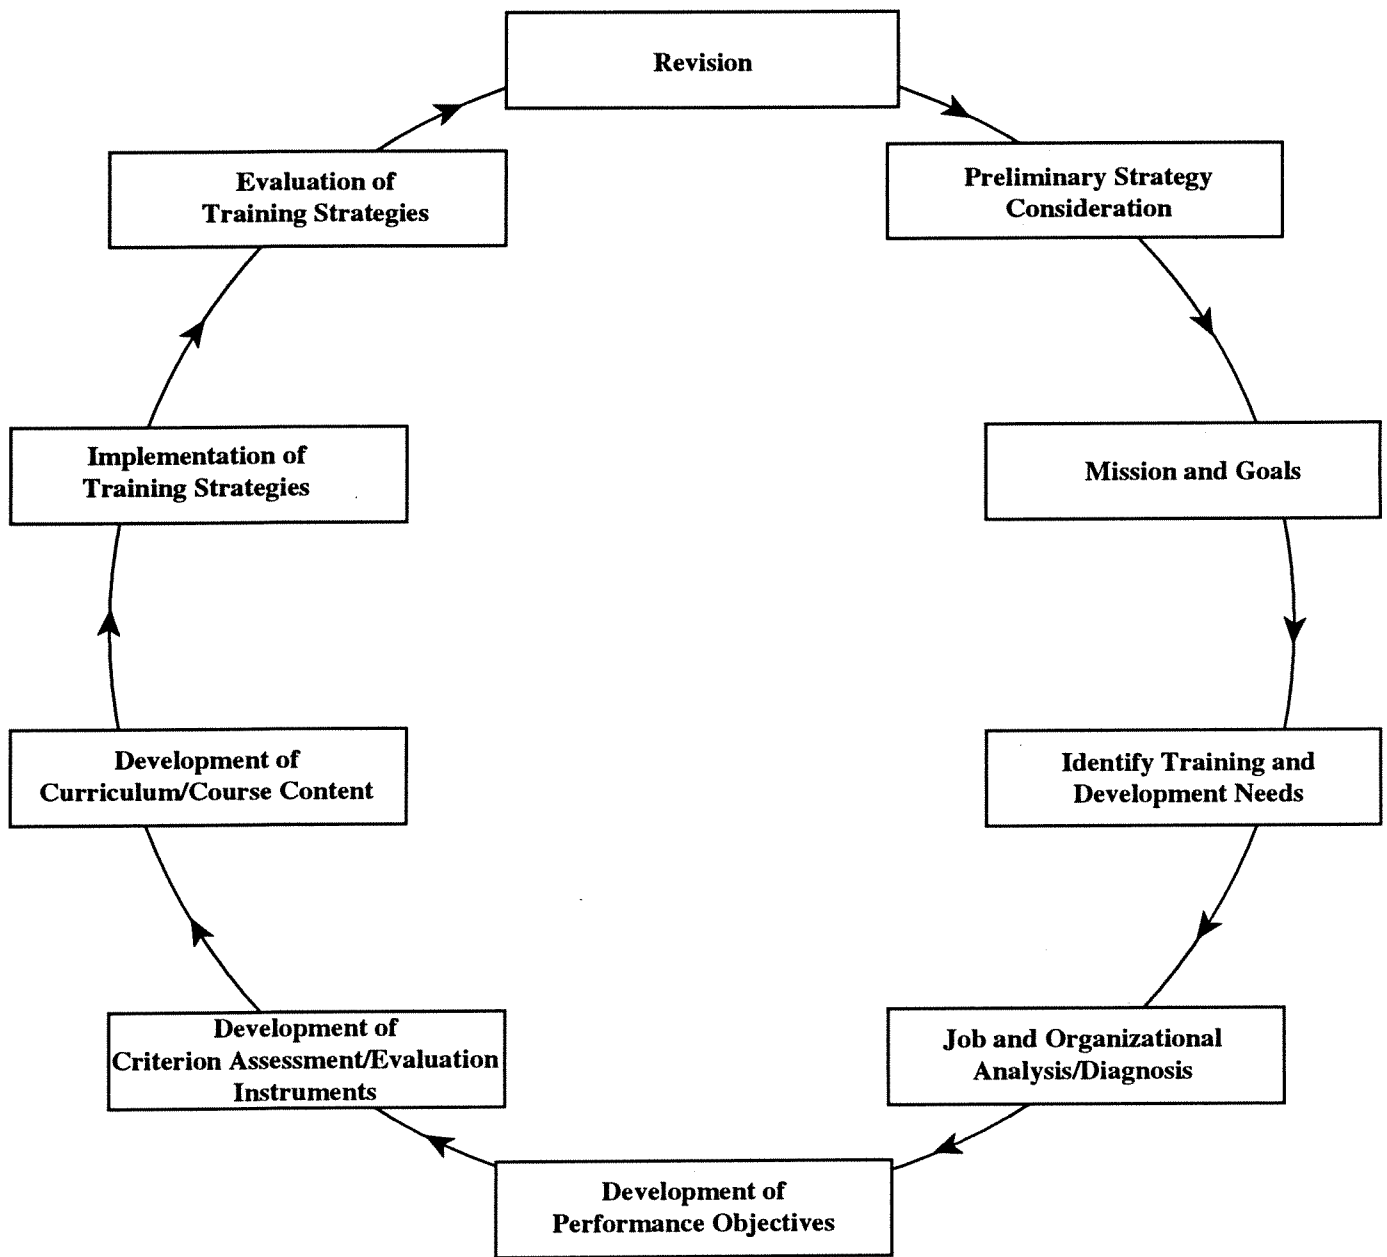 Revision
Preliminary Strategy
Consideration
Mission and Goals
Identify Training and
Development Needs
Job and Organizational
Analysis/Diagnosis
Development of
Performance Objectives
Development of
Criterion Assessment/Evaluation
Instruments
Development of
Curriculum/Course Content
Implementation of
Training Strategies
Evaluation of
Training Strategies